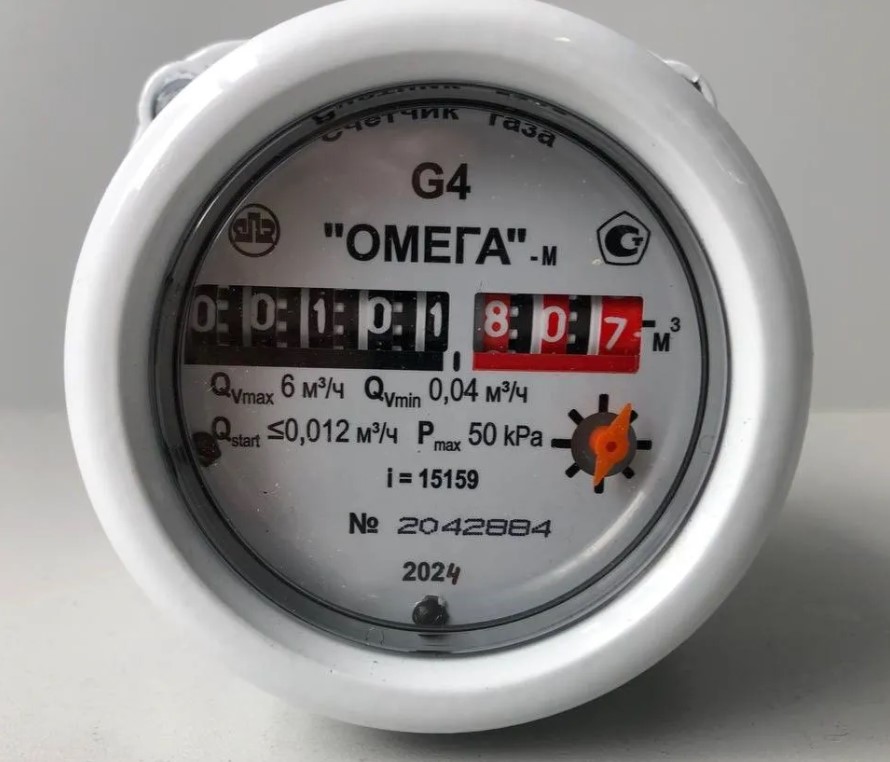 Счетчик газа
G4
"ОМЕГА"-М
00101 807 м³
Qvmax 6 м³/ч Qvmin 0,04 м³/ч
Qstart ≤0,012 м³/ч Pmax 50 kPa
i = 15159
№ 2042884
2024